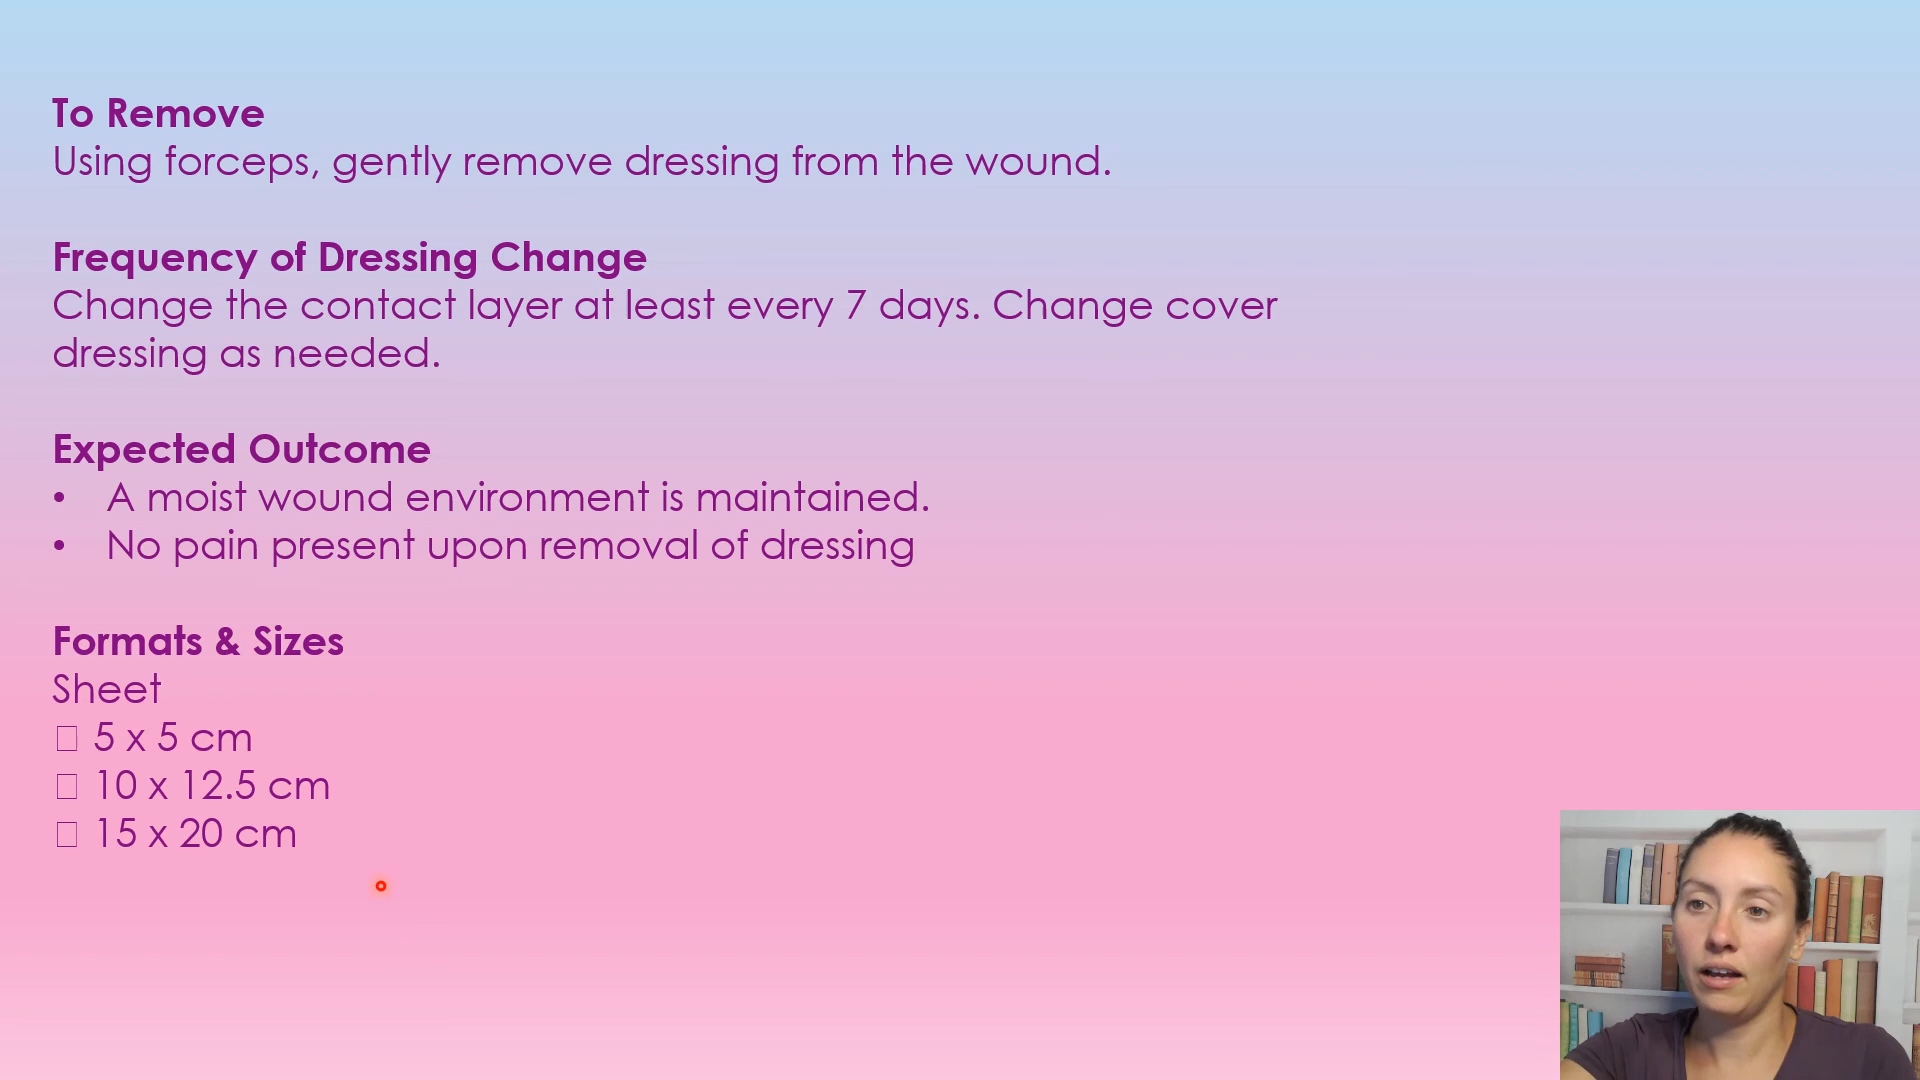 To Remove
Using forceps, gently remove dressing from the wound.
Frequency of Dressing Change
Change the contact layer at least every 7 days. Change cover
dressing as needed.
Expected Outcome
• A moist wound environment is maintained.
• No pain present upon removal of dressing
Formats & Sizes
Sheet
□ 5 x 5 cm
□ 10 x 12.5 cm
□ 15 x 20 cm